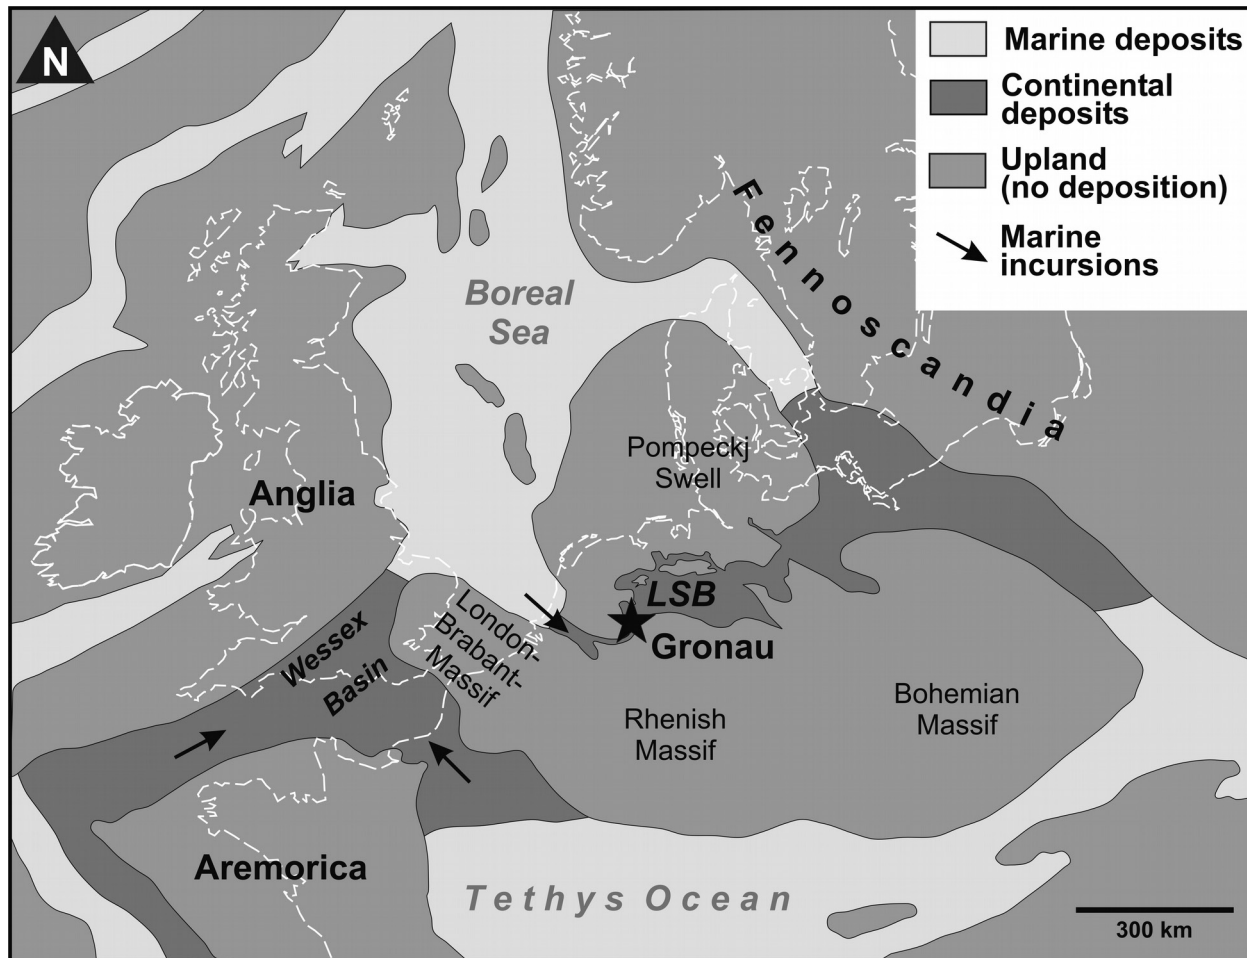 N
Marine deposits
Continental
deposits
Upland
(no deposition)
Marine
incursions
Fennoscandia
Boreal
Sea
Pompeckj
Swell
Anglia
LSB
Gronau
London-
Brabant-
Massif
Wessex
Basin
Rhenish
Massif
Bohemian
Massif
Aremorica
Tethys Ocean
300 km